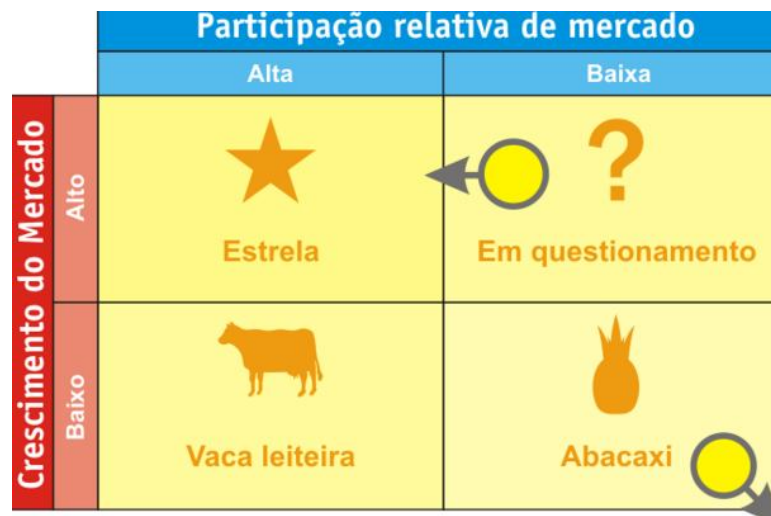 Participação relativa de mercado
Alta
Baixa
Crescimento do Mercado
Alto
?
Estrela
Em questionamento
Baixo
Vaca leiteira
Abacaxi